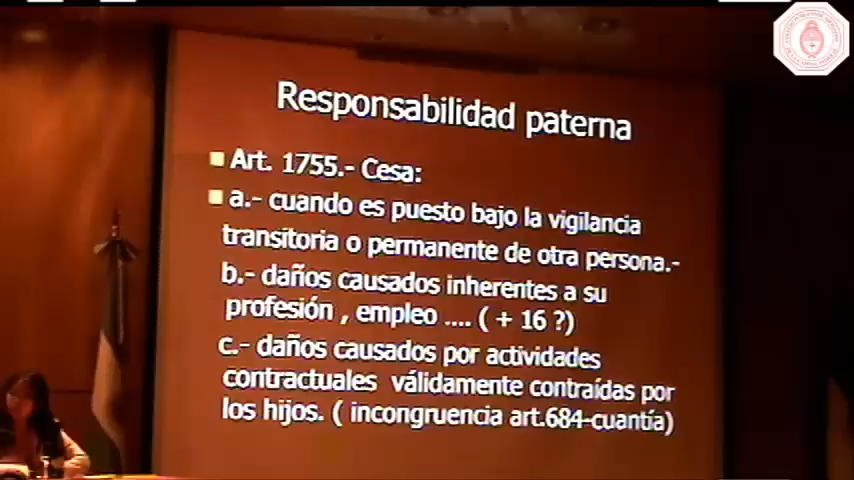 Responsabilidad paterna
Art. 1755.- Cesa:
a.- cuando es puesto bajo la vigilancia
transitoria o permanente de otra persona.-
b.- daños causados inherentes a su
profesión , empleo .... ( + 16 ?)
c.- daños causados por actividades
contractuales válidamente contraídas por
los hijos. ( incongruencia art.684-cuantía)